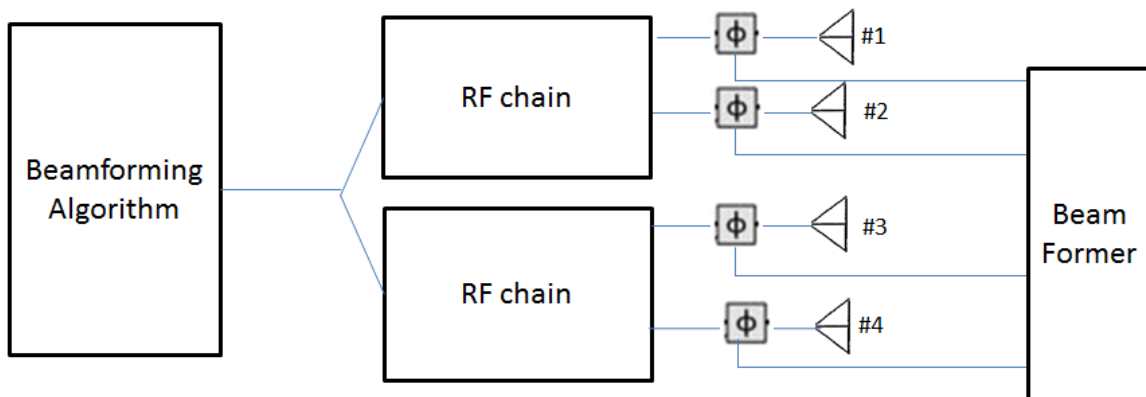 Beamforming
Algorithm
RF chain
RF chain
ϕ #1
ϕ #2
ϕ #3
ϕ #4
Beam
Former